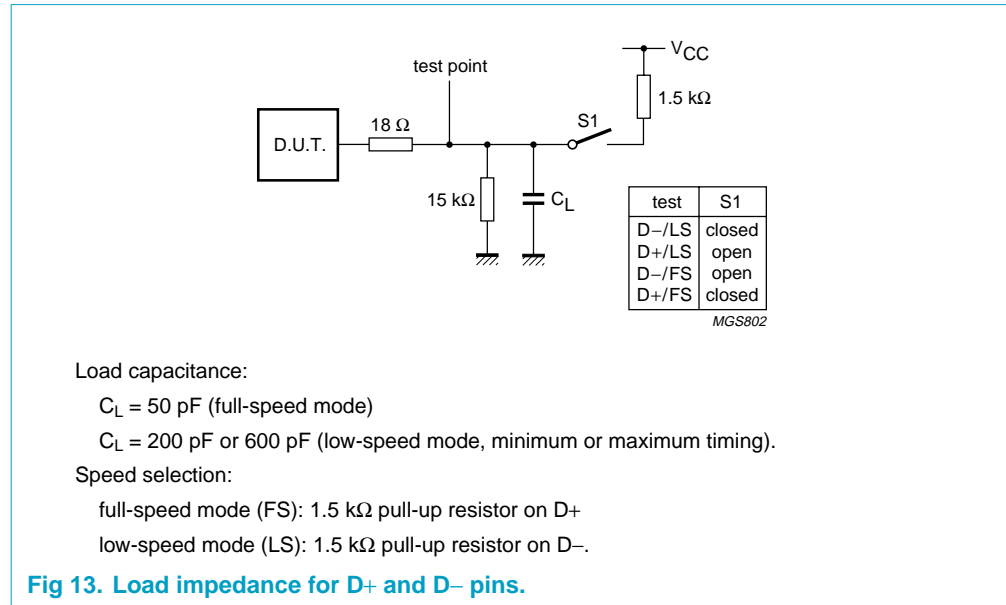 VCC
test point
1.5 kΩ
18 Ω
S1
D.U.T.
15 kΩ
CL
test S1
D−/LS closed
D+/LS open
D−/FS open
D+/FS closed
MGS802
Load capacitance:
CL = 50 pF (full-speed mode)
CL = 200 pF or 600 pF (low-speed mode, minimum or maximum timing).
Speed selection:
full-speed mode (FS): 1.5 kΩ pull-up resistor on D+
low-speed mode (LS): 1.5 kΩ pull-up resistor on D−.
Fig 13. Load impedance for D+ and D− pins.